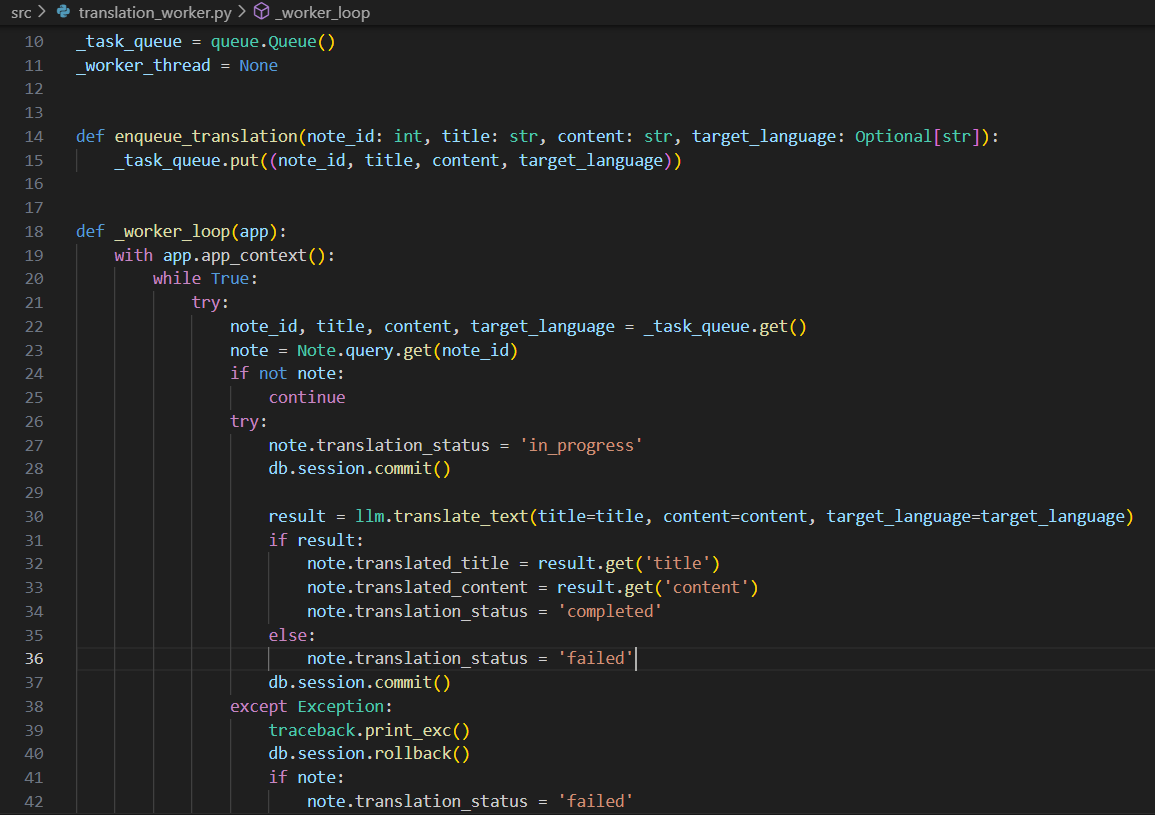 src > translation_worker.py > _worker_loop
10 _task_queue = queue.Queue()
11 _worker_thread = None
12
13
14 def enqueue_translation(note_id: int, title: str, content: str, target_language: Optional[str]):
15     _task_queue.put((note_id, title, content, target_language))
16
17
18 def _worker_loop(app):
19     with app.app_context():
20         while True:
21             try:
22                 note_id, title, content, target_language = _task_queue.get()
23                 note = Note.query.get(note_id)
24                 if not note:
25                     continue
26                 try:
27                     note.translation_status = 'in_progress'
28                     db.session.commit()
29
30                     result = llm.translate_text(title=title, content=content, target_language=target_language)
31                     if result:
32                         note.translated_title = result.get('title')
33                         note.translated_content = result.get('content')
34                         note.translation_status = 'completed'
35                     else:
36                         note.translation_status = 'failed'
37                     db.session.commit()
38                 except Exception:
39                     traceback.print_exc()
40                     db.session.rollback()
41                     if note:
42                         note.translation_status = 'failed'